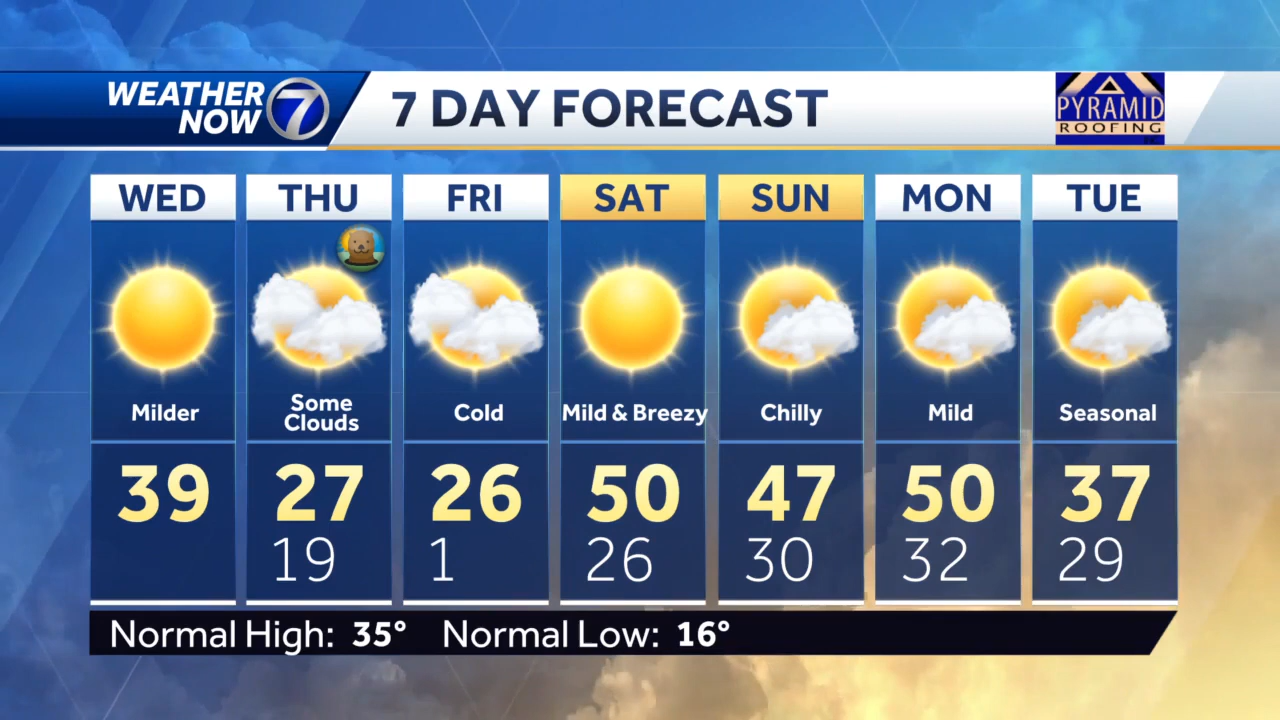 WEATHER
NOW 7
7 DAY FORECAST
PYRAMID
ROOFING
WED THU FRI SAT SUN MON TUE
Milder
Some
Clouds
Cold
Mild & Breezy
Chilly
Mild
Seasonal
39 27 26 50 47 50 37
19 1 26 30 32 29
Normal High: 35° Normal Low: 16°